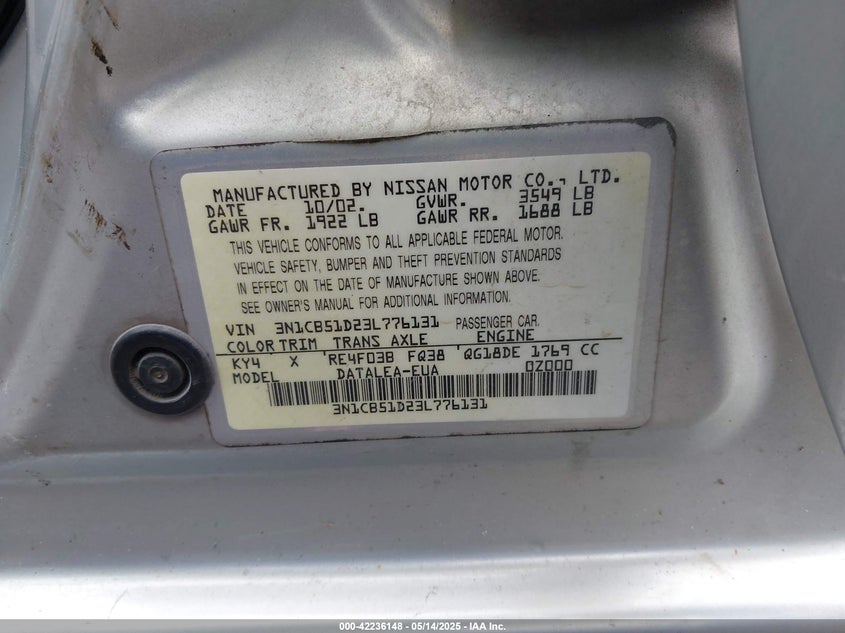 MANUFACTURED BY NISSAN MOTOR CO., LTD.
DATE 10/02. GVWR. 3549 LB
GAWR FR. 1922 LB GAWR RR. 1688 LB
THIS VEHICLE CONFORMS TO ALL APPLICABLE FEDERAL MOTOR.
VEHICLE SAFETY, BUMPER AND THEFT PREVENTION STANDARDS
IN EFFECT ON THE DATE OF MANUFACTURE SHOWN ABOVE.
SEE OWNER'S MANUAL FOR ADDITIONAL INFORMATION.
VIN 3N1CB51D23L776131 PASSENGER CAR.
COLOR TRIM TRANS AXLE ENGINE
KY4 X RE4F03B FQ38 QG18DE 1769 CC
MODEL DATALEA-EUA 0Z000
3N1CB51D23L776131
000-42236148 - 05/14/2025 - IAA Inc.